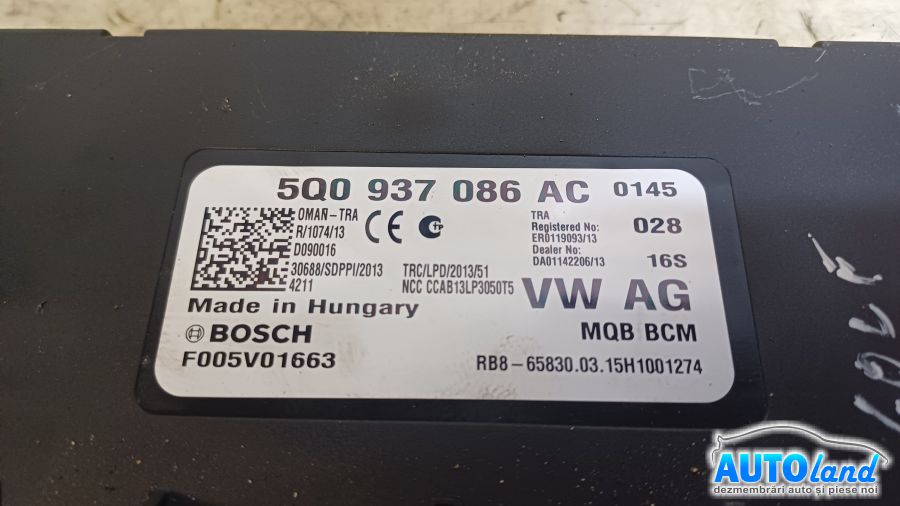 5Q0 937 086 AC 0145
OMAN-TRA
R/1074/13
D090016
30688/SDPPI/2013
4211
CE
TRC/LPD/2013/51
NCC CCAB13LP3050T5
TRA
Registered No:
ER0119093/13
Dealer No:
DA01142206/13
028
16S
Made in Hungary
VW AG
BOSCH
MQB BCM
F005V01663
RB8-65830.03.15H1001274
AUTOland
dezmembrări auto și piese noi